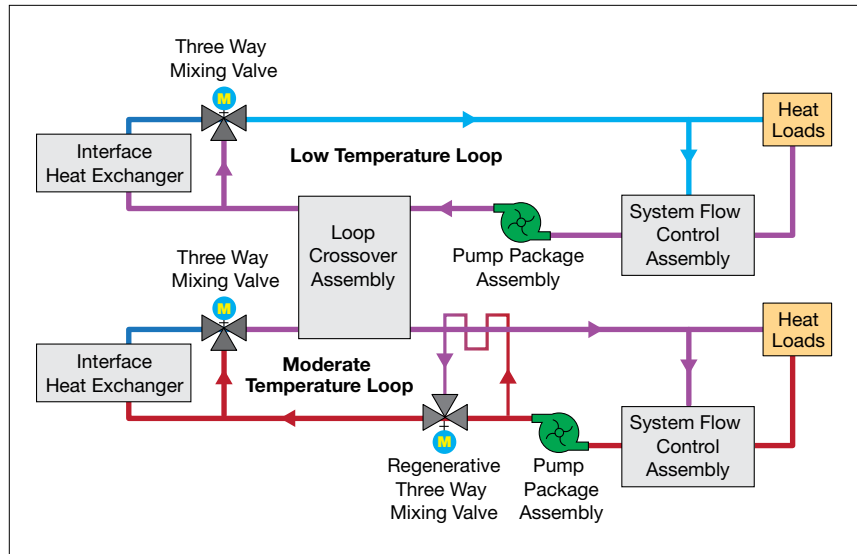 Three Way
Mixing Valve
M
Heat
Loads
Interface
Heat Exchanger
Low Temperature Loop
System Flow
Control
Assembly
Loop
Crossover
Assembly
Pump Package
Assembly
Three Way
Mixing Valve
M
Heat
Loads
Interface
Heat Exchanger
Moderate
Temperature Loop
System Flow
Control
Assembly
M
Regenerative
Three Way
Mixing Valve
Pump
Package
Assembly